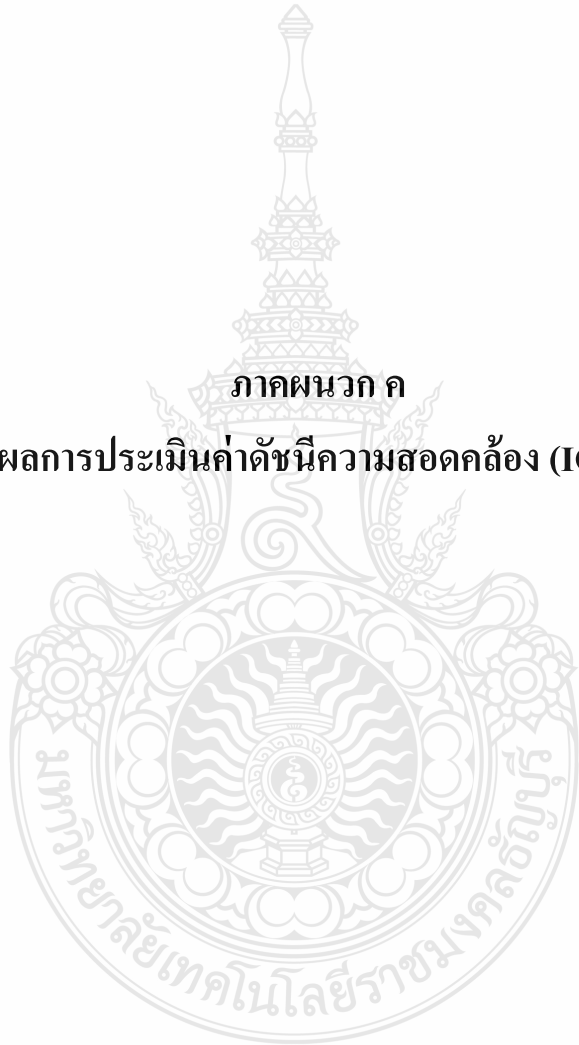 ภาคผนวก ค
ผลการประเมินค่าดัชนีความสอดคล้อง
มหาวิทยาลัยเทคโนโลยีราชมงคลธัญบุรี